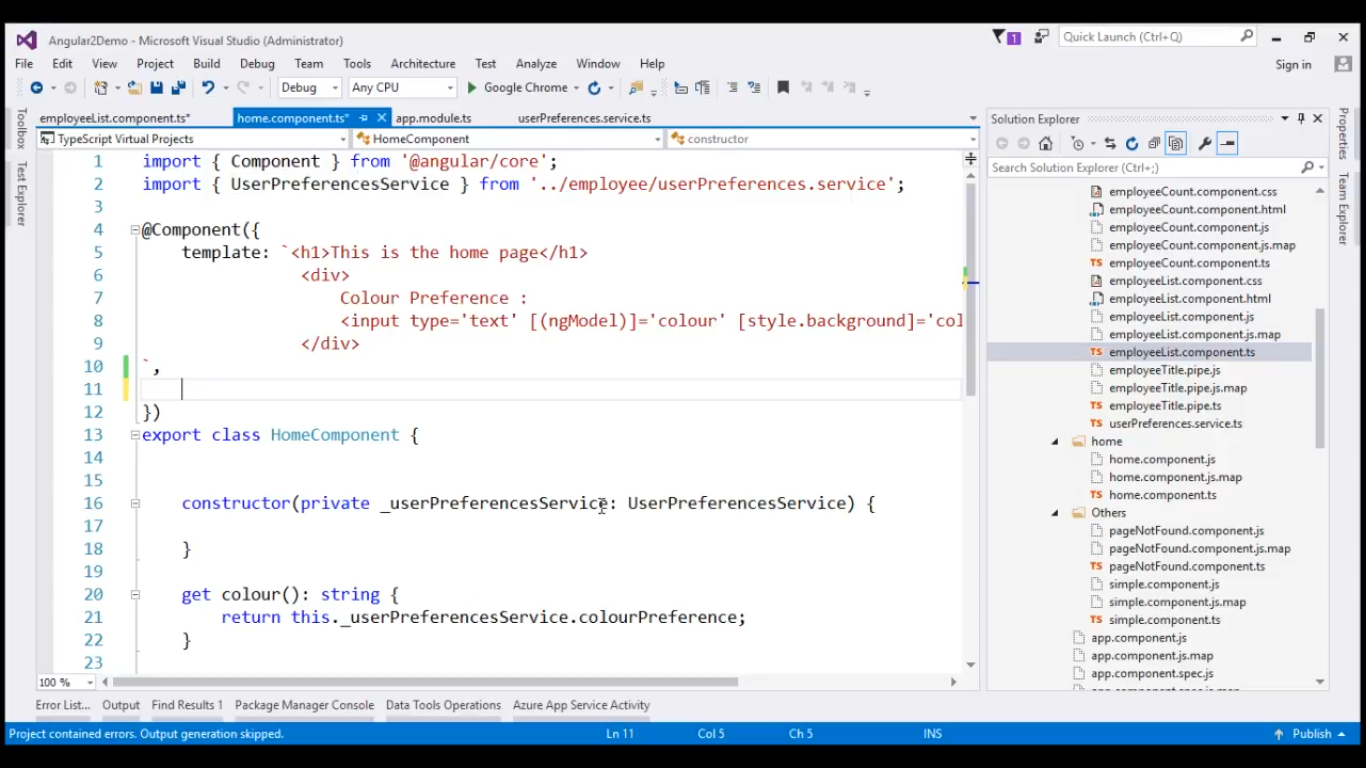 Angular2Demo - Microsoft Visual Studio (Administrator)
1
Quick Launch (Ctrl+Q)
File Edit View Project Build Debug Team Tools Architecture Test Analyze Window Help
Sign in
Debug Any CPU Google Chrome
Toolbox
Test Explorer
employeeList.component.ts* home.component.ts* app.module.ts userPreferences.service.ts
TypeScript Virtual Projects HomeComponent constructor
1 import { Component } from '@angular/core';
2 import { UserPreferencesService } from '../employee/userPreferences.service';
3
4 @Component({
5 template: `<h1>This is the home page</h1>
6 <div>
7 Colour Preference :
8 <input type='text' [(ngModel)]='colour' [style.background]='col
9 </div>
10 `,
11
12 })
13 export class HomeComponent {
14
15
16 constructor(private _userPreferencesService: UserPreferencesService) {
17
18 }
19
20 get colour(): string {
21 return this._userPreferencesService.colourPreference;
22 }
23
100 %
Solution Explorer
Search Solution Explorer (Ctrl+;)
employeeCount.component.css
employeeCount.component.html
employeeCount.component.js
employeeCount.component.js.map
TS employeeCount.component.ts
employeeList.component.css
employeeList.component.html
employeeList.component.js
employeeList.component.js.map
TS employeeList.component.ts
employeeTitle.pipe.js
employeeTitle.pipe.js.map
TS employeeTitle.pipe.ts
TS userPreferences.service.ts
home
home.component.js
home.component.js.map
TS home.component.ts
Others
pageNotFound.component.js
pageNotFound.component.js.map
TS pageNotFound.component.ts
simple.component.js
simple.component.js.map
TS simple.component.ts
app.component.js
app.component.js.map
app.component.spec.js
Properties
Team Explorer
Error List... Output Find Results 1 Package Manager Console Data Tools Operations Azure App Service Activity
Project contained errors. Output generation skipped. Ln 11 Col 5 Ch 5 INS Publish